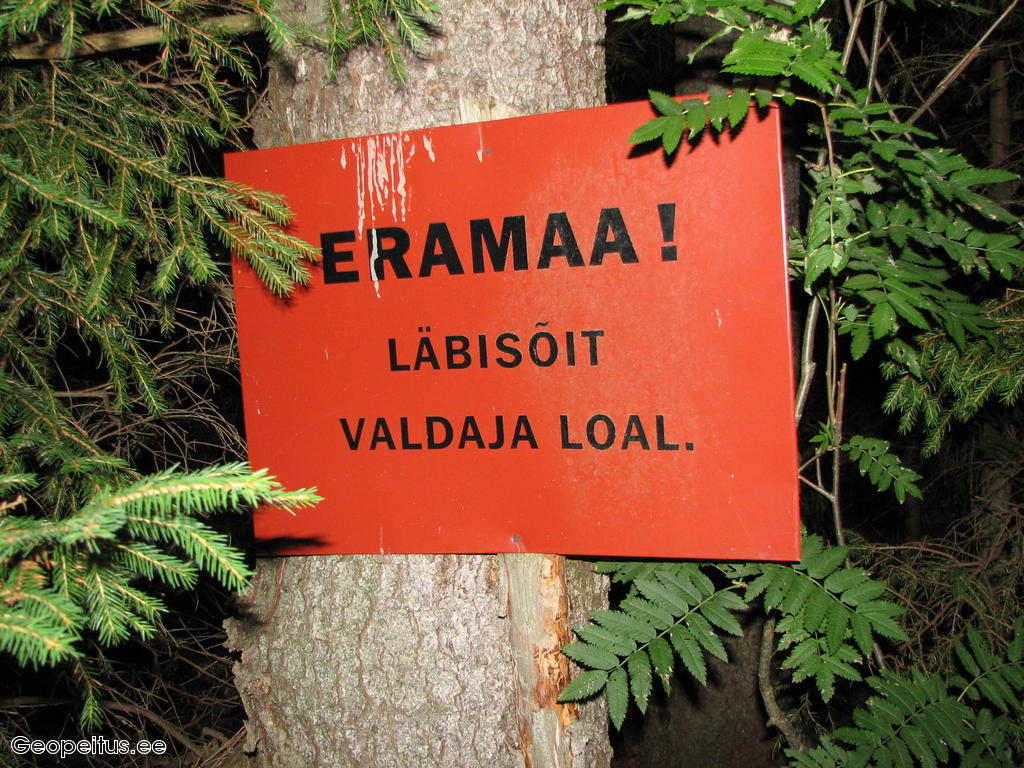 ERAMAA!
LÄBISÕIT
VALDAJA LOAL.
Geopeitus.ee